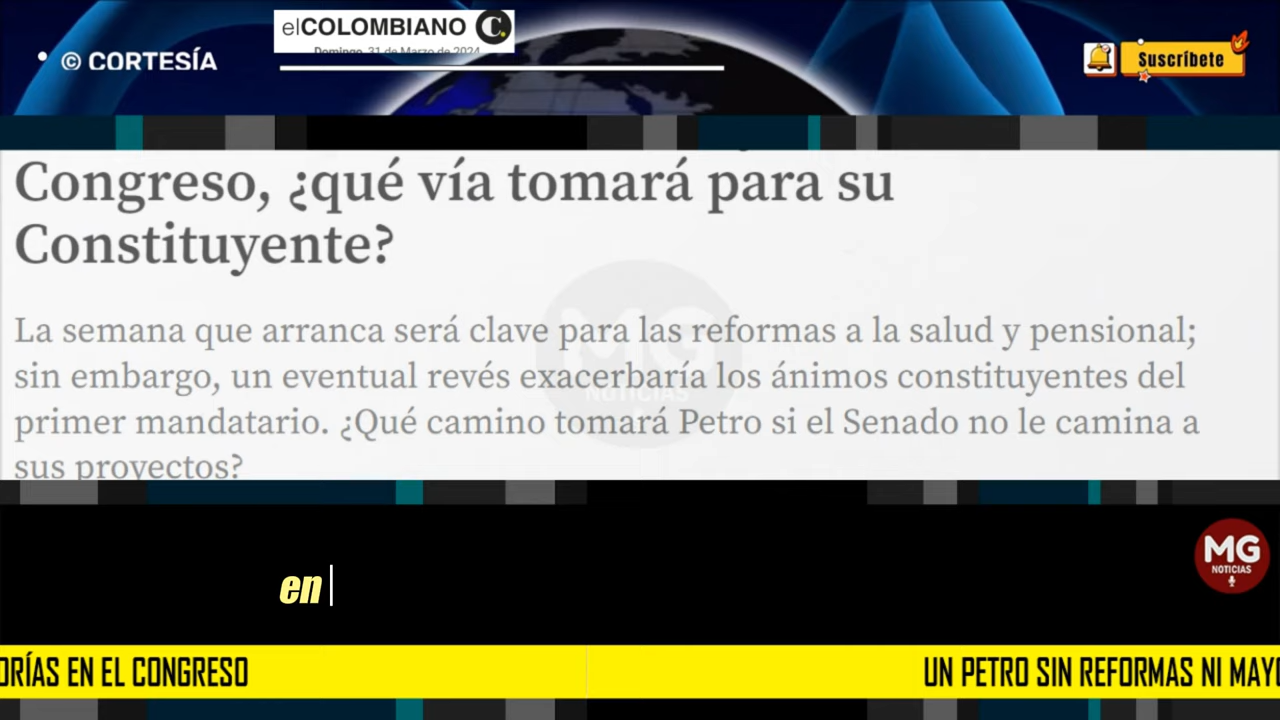 elCOLOMBIANO C.
Domingo, 31 de Marzo de 2024
© CORTESÍA
Suscríbete
Congreso, ¿qué vía tomará para su
Constituyente?
La semana que arranca será clave para las reformas a la salud y pensional;
sin embargo, un eventual revés exacerbaría los ánimos constituyentes del
primer mandatario. ¿Qué camino tomará Petro si el Senado no le camina a
sus proyectos?
MG
NOTICIAS
en
MG
NOTICIAS
ORÍAS EN EL CONGRESO
UN PETRO SIN REFORMAS NI MAYO